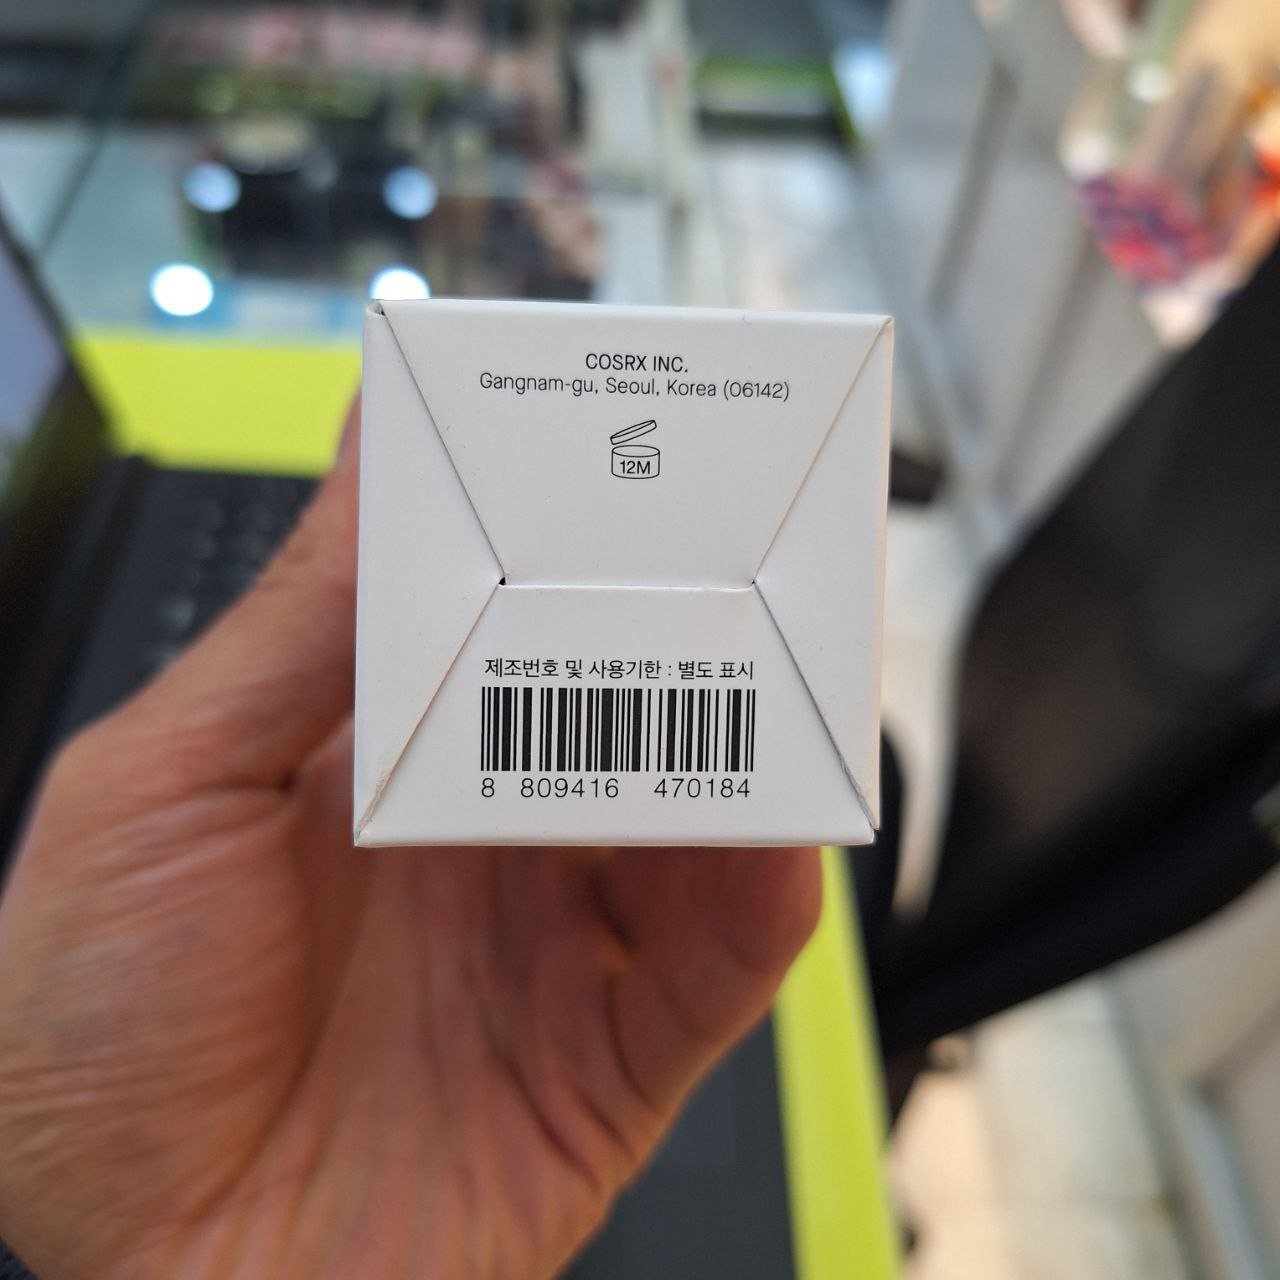 COSRX INC.
Gangnam-gu, Seoul, Korea (06142)
12M
제조번호 및 사용기한 : 별도 표시
8 809416 470184